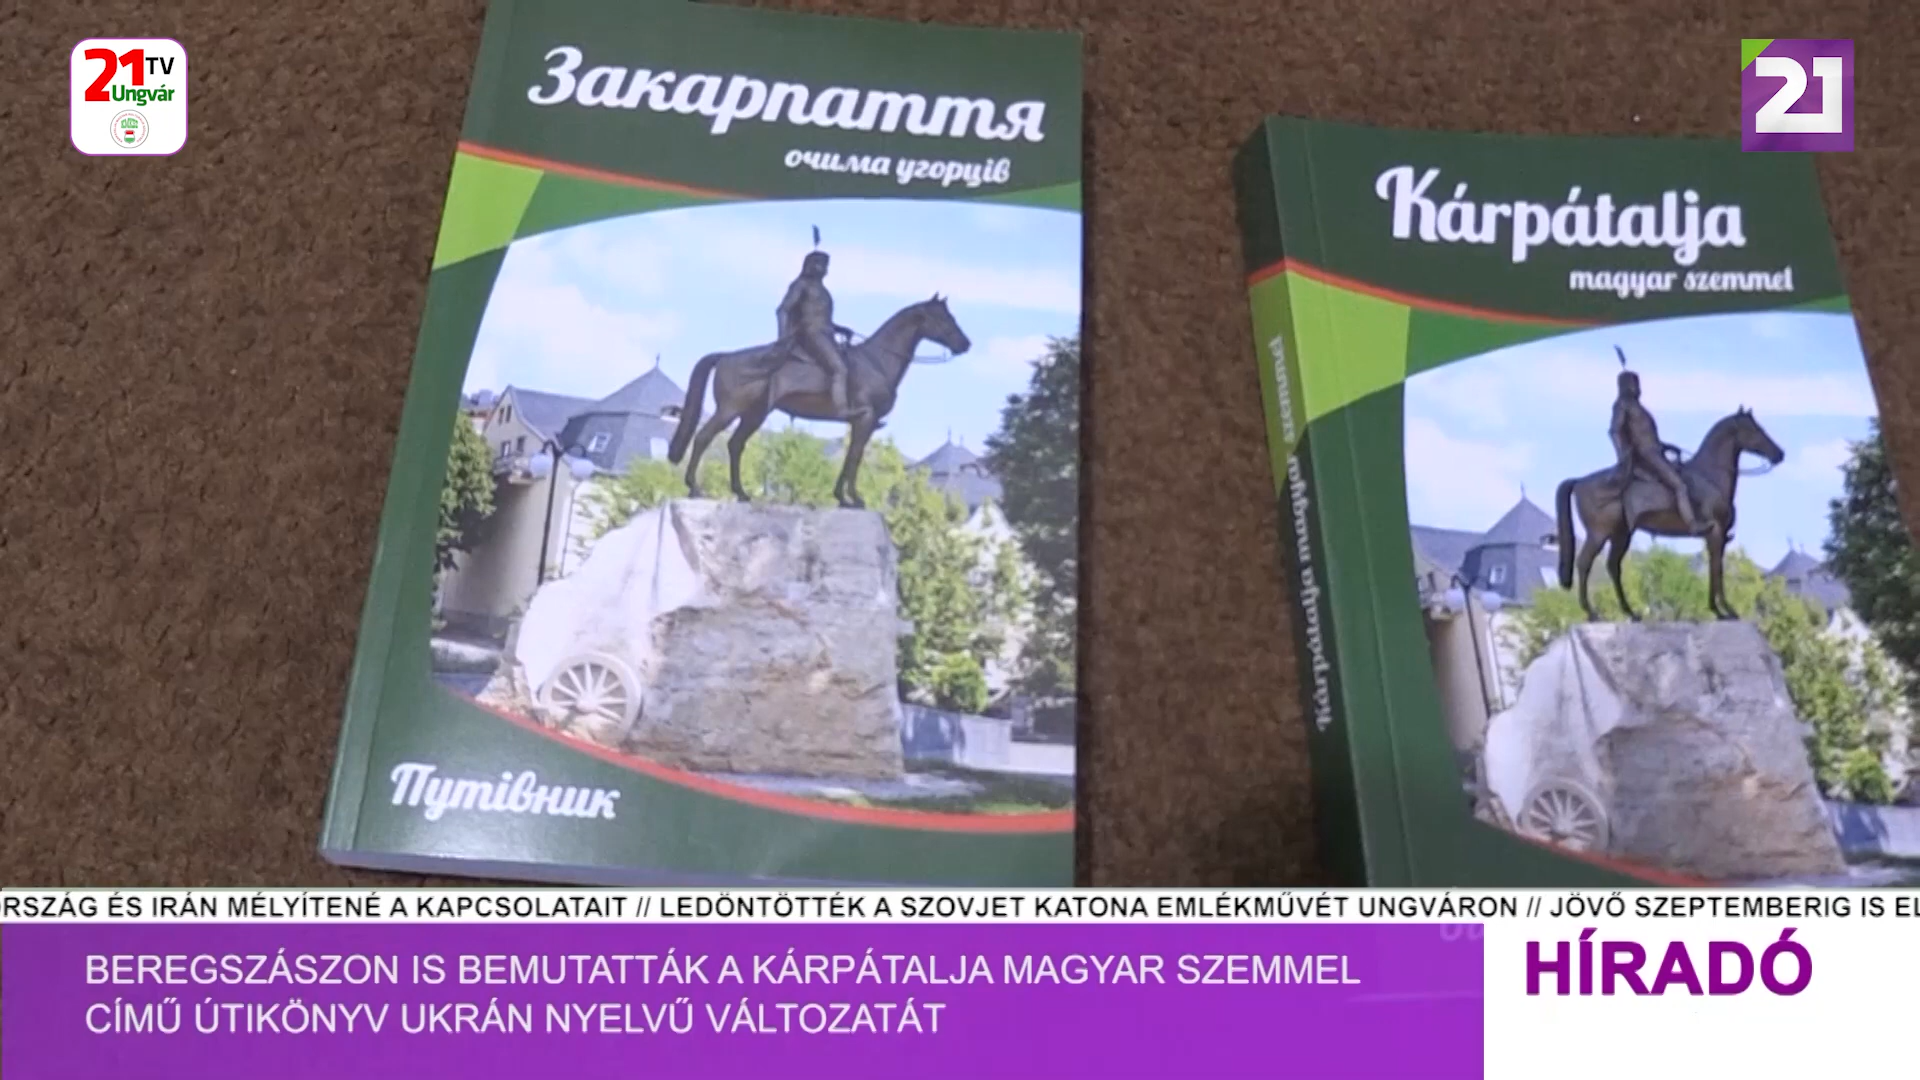 21 TV
Ungvár
21
Закарпаття
очима угорців
Путівник
Kárpátalja
magyar szemmel
Kárpátalja magyar szemmel
ORSZÁG ÉS IRÁN MÉLYÍTENÉ A KAPCSOLATAIT // LEDÖNTÖTTÉK A SZOVJET KATONA EMLÉKMŰVÉT UNGVÁRON // JÖVŐ SZEPTEMBERIG IS EL
BEREGSZÁSZON IS BEMUTATTÁK A KÁRPÁTALJA MAGYAR SZEMMEL
CÍMŰ ÚTIKÖNYV UKRÁN NYELVŰ VÁLTOZATÁT
HÍRADÓ